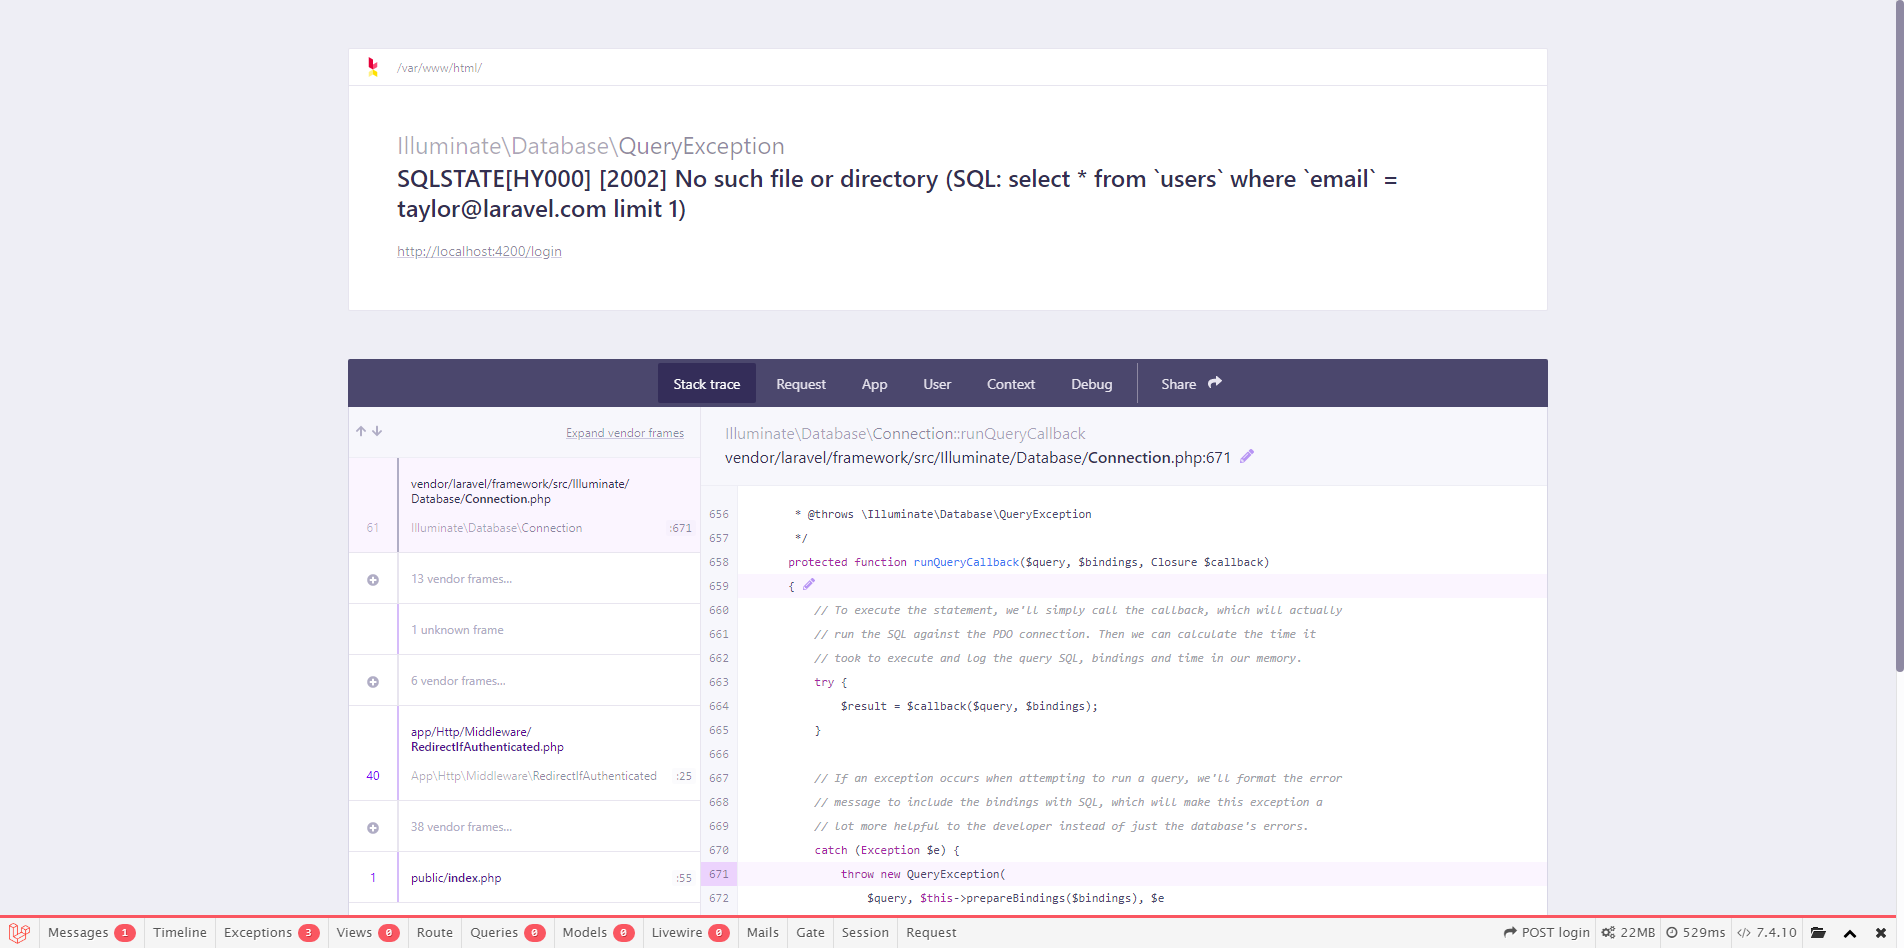 /var/www/html/
Illuminate\Database\QueryException
SQLSTATE[HY000] [2002] No such file or directory (SQL: select * from `users` where `email` =
taylor@laravel.com limit 1)
http://localhost:4200/login
Stack trace Request App User Context Debug Share
Expand vendor frames
vendor/laravel/framework/src/Illuminate/
Database/Connection.php
61 Illuminate\Database\Connection :671
13 vendor frames...
1 unknown frame
6 vendor frames...
app/Http/Middleware/
RedirectIfAuthenticated.php
40 App\Http\Middleware\RedirectIfAuthenticated :25
38 vendor frames...
1 public/index.php :55
Illuminate\Database\Connection::runQueryCallback
vendor/laravel/framework/src/Illuminate/Database/Connection.php:671
656 * @throws \Illuminate\Database\QueryException
657 */
658 protected function runQueryCallback($query, $bindings, Closure $callback)
659 {
660 // To execute the statement, we'll simply call the callback, which will actually
661 // run the SQL against the PDO connection. Then we can calculate the time it
662 // took to execute and log the query SQL, bindings and time in our memory.
663 try {
664 $result = $callback($query, $bindings);
665 }
666
667 // If an exception occurs when attempting to run a query, we'll format the error
668 // message to include the bindings with SQL, which will make this exception a
669 // lot more helpful to the developer instead of just the database's errors.
670 catch (Exception $e) {
671 throw new QueryException(
672 $query, $this->prepareBindings($bindings), $e
Messages 1 Timeline Exceptions 3 Views 0 Route Queries 0 Models 0 Livewire 0 Mails Gate Session Request POST login 22MB 529ms </> 7.4.10